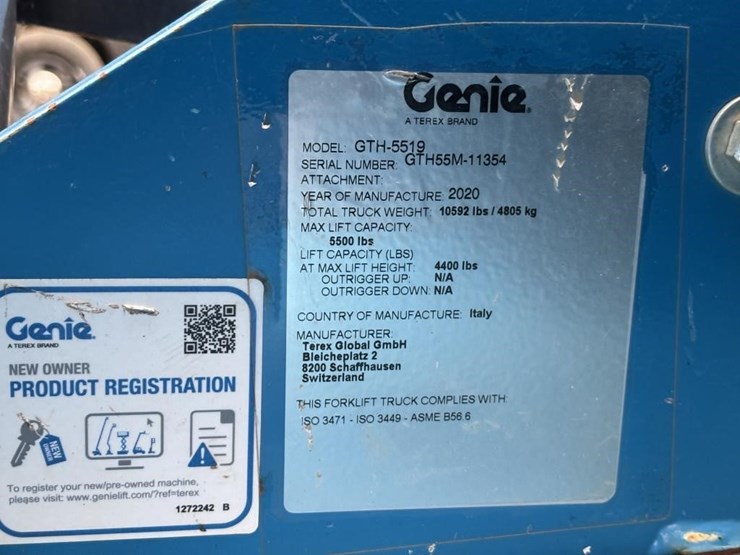 Genie
A TEREX BRAND
MODEL: GTH-5519
SERIAL NUMBER: GTH55M-11354
ATTACHMENT:
YEAR OF MANUFACTURE: 2020
TOTAL TRUCK WEIGHT: 10592 lbs / 4805 kg
MAX LIFT CAPACITY:
5500 lbs
LIFT CAPACITY (LBS)
AT MAX LIFT HEIGHT: 4400 lbs
OUTRIGGER UP: N/A
OUTRIGGER DOWN: N/A
COUNTRY OF MANUFACTURE: Italy
MANUFACTURER:
Terex Global GmbH
Bleicheplatz 2
8200 Schaffhausen
Switzerland
THIS FORKLIFT TRUCK COMPLIES WITH:
ISO 3471 - ISO 3449 - ASME B56.6
Genie.
A TEREX BRAND
NEW OWNER
PRODUCT REGISTRATION
NEW OWNER
To register your new/pre-owned machine,
please visit: www.genielift.com/?ref=terex
1272242 B